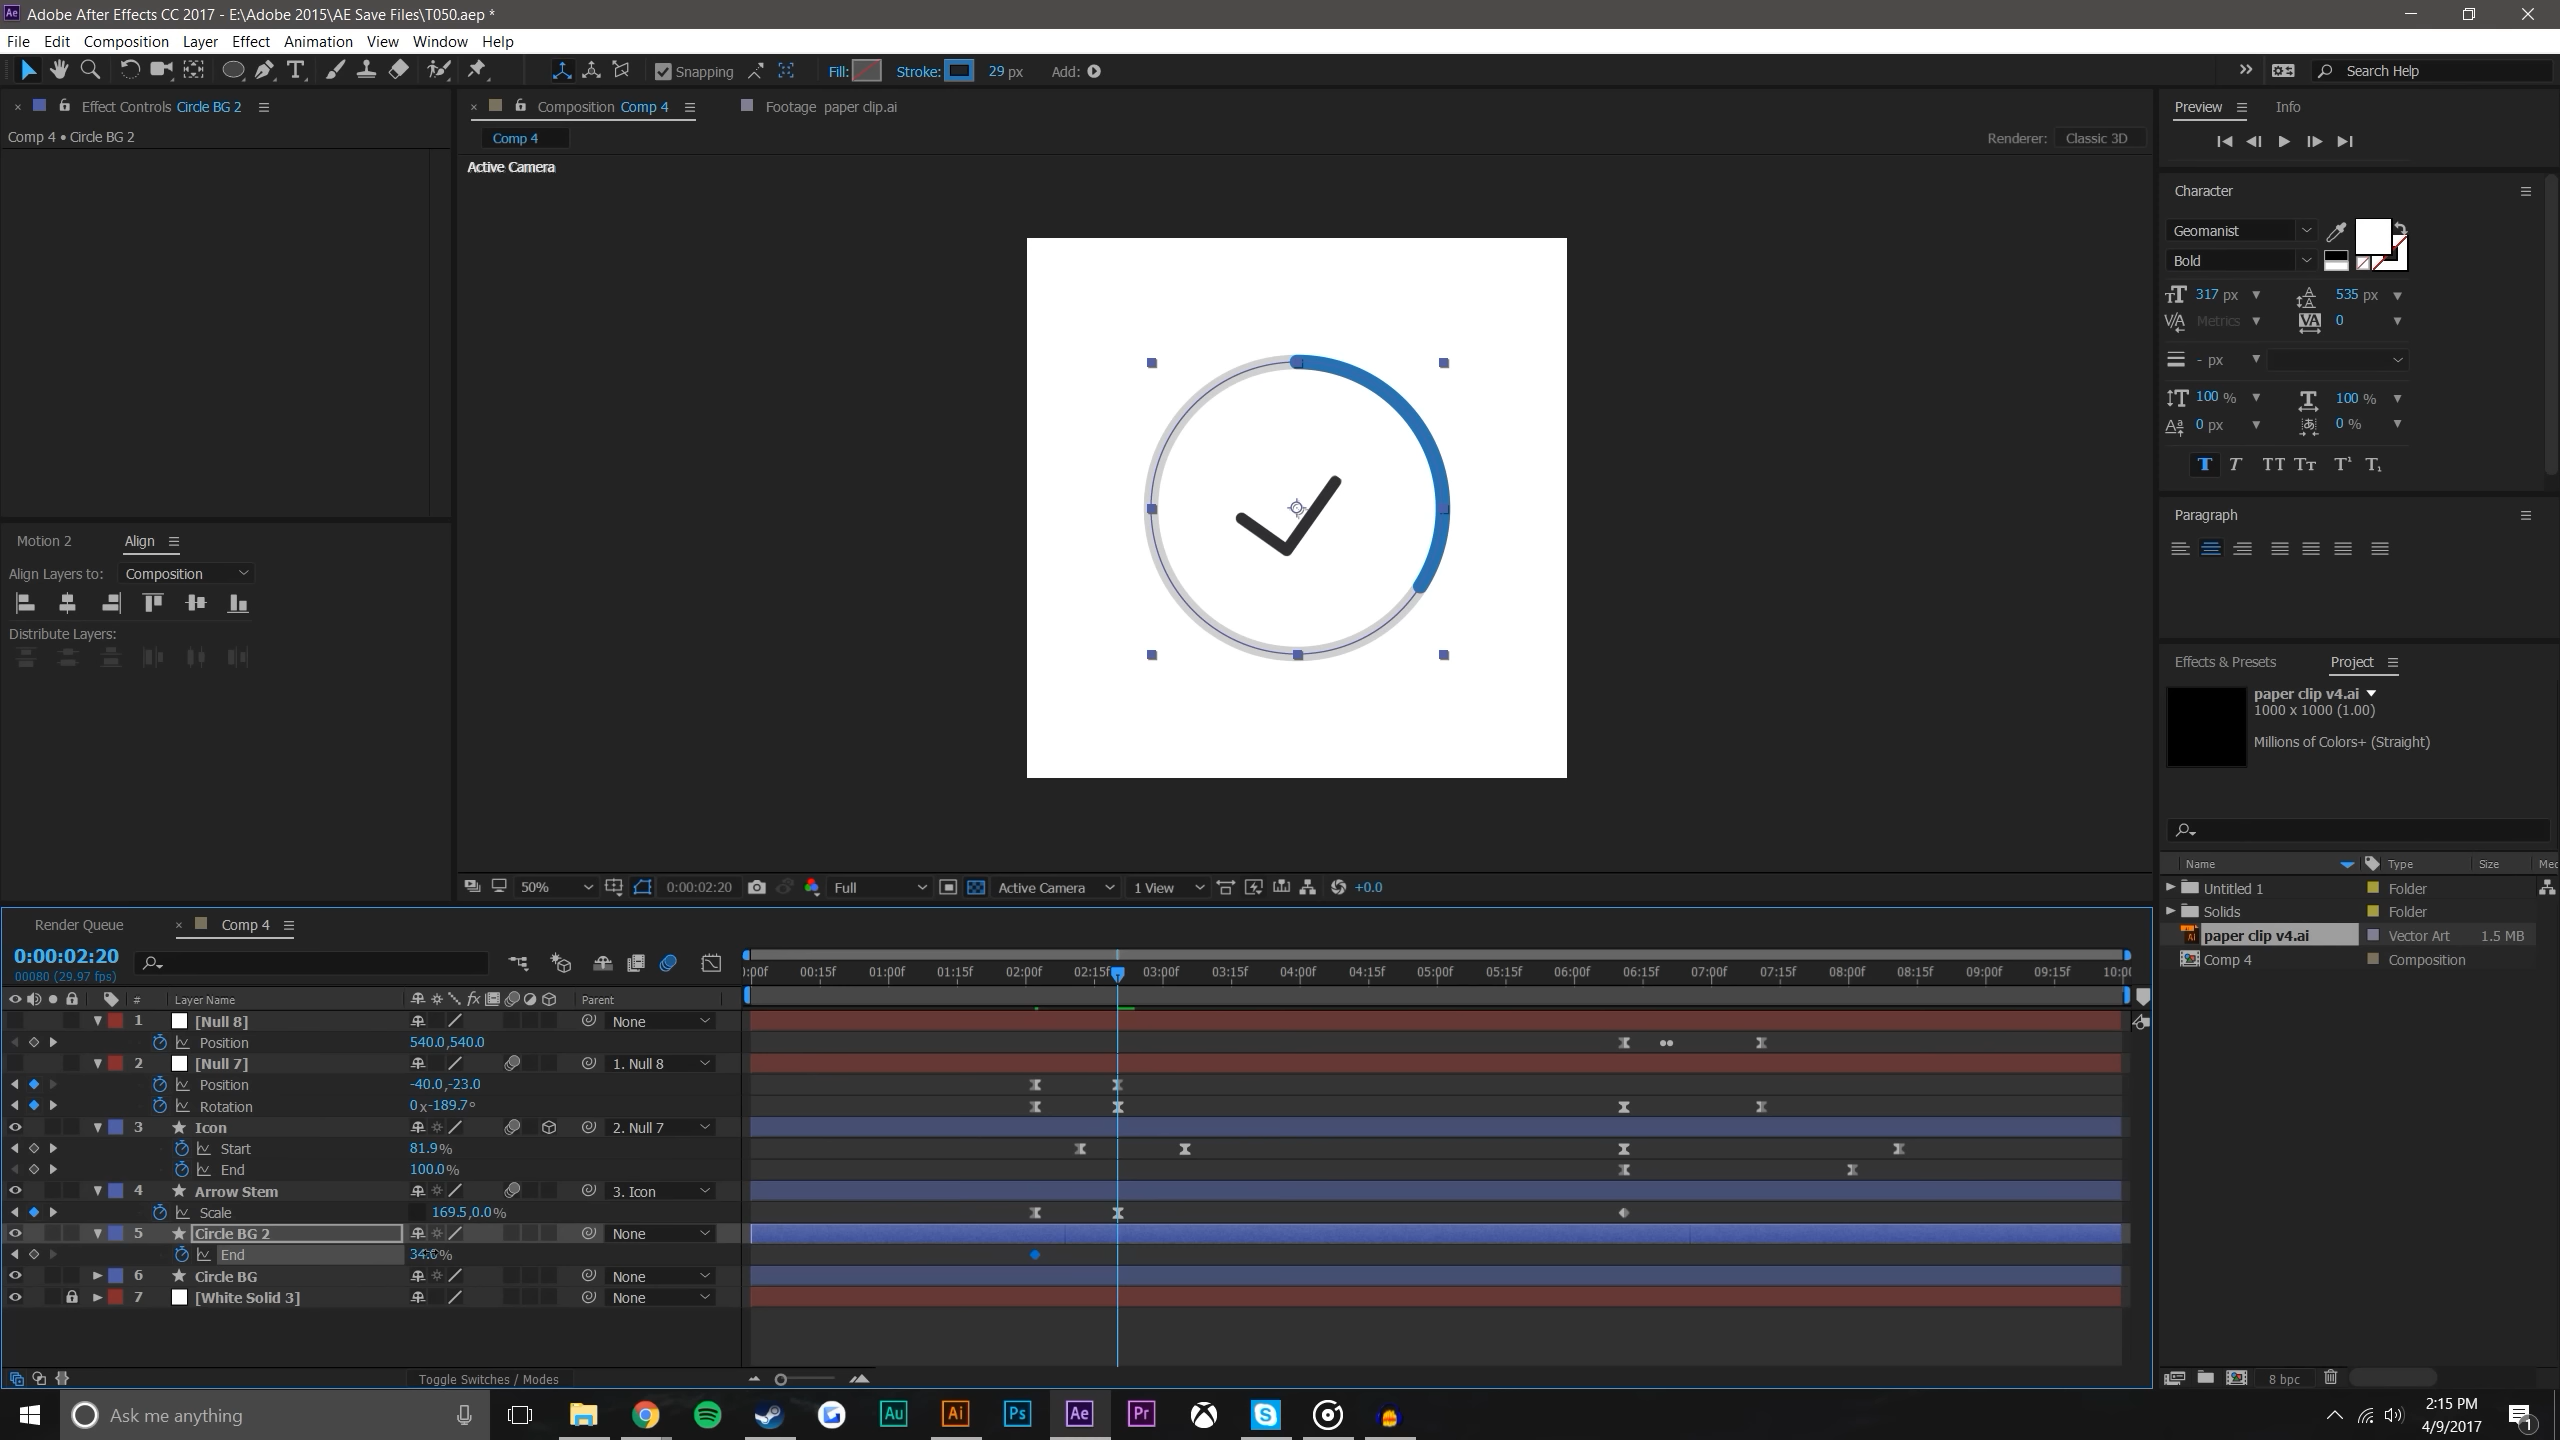 Ae Adobe After Effects CC 2017 - E:\Adobe 2015\AE Save Files\T050.aep *
File Edit Composition Layer Effect Animation View Window Help
Snapping Fill: Stroke: 29 px Add: Search Help
Effect Controls Circle BG 2
Comp 4 • Circle BG 2
Composition Comp 4 Footage paper clip.ai
Comp 4 Renderer: Classic 3D
Active Camera
Preview Info
Character
Geomanist
Bold
317 px 535 px
Metrics 0
- px
100 % 100 %
0 px 0 %
Paragraph
Motion 2 Align
Align Layers to: Composition
Distribute Layers:
Effects & Presets Project
paper clip v4.ai
1000 x 1000 (1.00)
Millions of Colors+ (Straight)
Name Type Size
Untitled 1 Folder
Solids Folder
paper clip v4.ai Vector Art 1.5 MB
Comp 4 Composition
8 bpc
50% 0:00:02:20 Full Active Camera 1 View +0.0
Render Queue Comp 4
0:00:02:20
00080 (29.97 fps)
:00f 00:15f 01:00f 01:15f 02:00f 02:15f 03:00f 03:15f 04:00f 04:15f 05:00f 05:15f 06:00f 06:15f 07:00f 07:15f 08:00f 08:15f 09:00f 09:15f 10:0
# Layer Name fx Parent
1 [Null 8] None
Position 540.0,540.0
2 [Null 7] 1. Null 8
Position -40.0,-23.0
Rotation 0x-189.7°
3 Icon 2. Null 7
Start 81.9%
End 100.0%
4 Arrow Stem 3. Icon
Scale 169.5,0.0%
5 Circle BG 2 None
End 34.0%
6 Circle BG None
7 [White Solid 3] None
Toggle Switches / Modes
Ask me anything Au Ai Ps Ae Pr
2:15 PM
4/9/2017
1